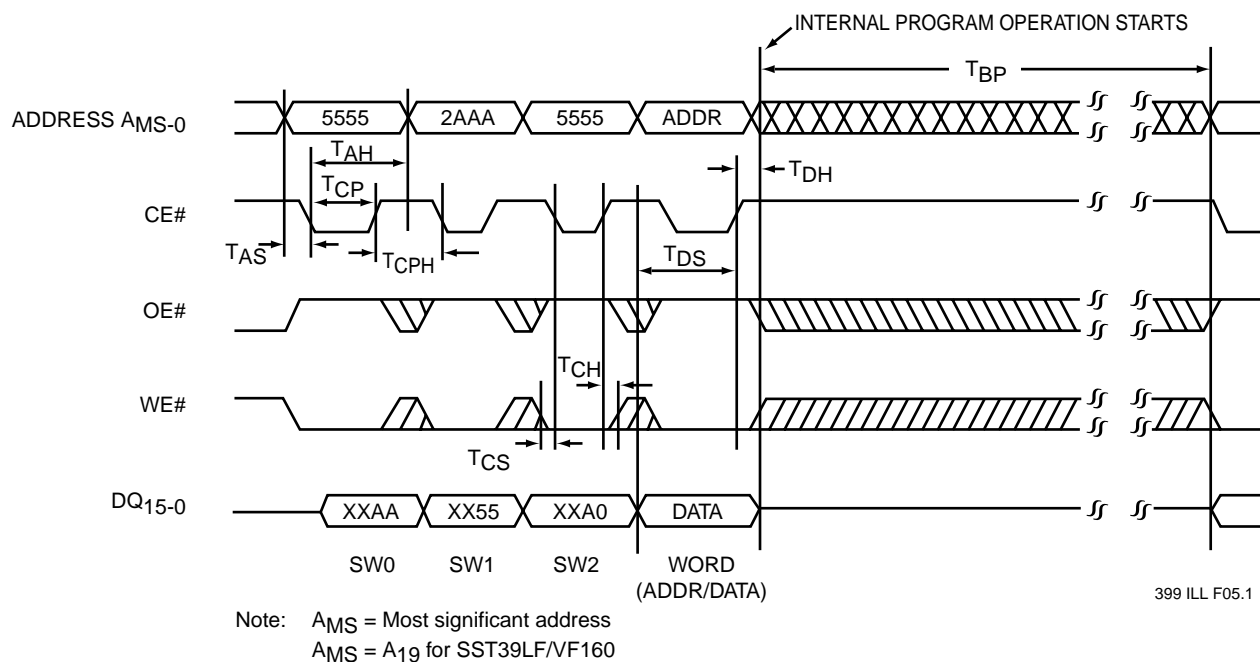 INTERNAL PROGRAM OPERATION STARTS
TBP
ADDRESS AMS-0
5555
2AAA
5555
ADDR
TAH
TDH
TCP
CE#
TAS
TCPH
TDS
OE#
TCH
WE#
TCS
DQ15-0
XXAA
XX55
XXA0
DATA
SW0
SW1
SW2
WORD
(ADDR/DATA)
399 ILL F05.1
Note: AMS = Most significant address
AMS = A19 for SST39LF/VF160